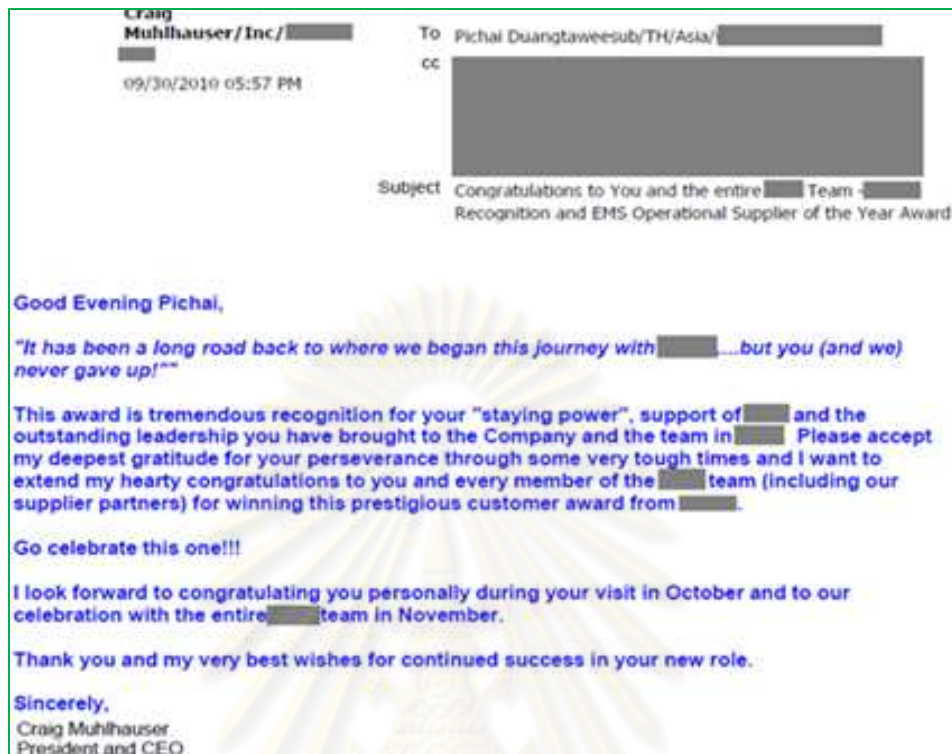 Craig
Muhlhauser/Inc/
09/30/2010 05:57 PM
To Pichai Duangtaweesub/TH/Asia/
cc
Subject Congratulations to You and the entire Team -
Recognition and EMS Operational Supplier of the Year Award
Good Evening Pichai,
"It has been a long road back to where we began this journey with ....but you (and we)
never gave up!""
This award is tremendous recognition for your "staying power", support of and the
outstanding leadership you have brought to the Company and the team in Please accept
my deepest gratitude for your perseverance through some very tough times and I want to
extend my hearty congratulations to you and every member of the team (including our
supplier partners) for winning this prestigious customer award from .
Go celebrate this one!!!
I look forward to congratulating you personally during your visit in October and to our
celebration with the entire team in November.
Thank you and my very best wishes for continued success in your new role.
Sincerely,
Craig Muhlhauser
President and CEO